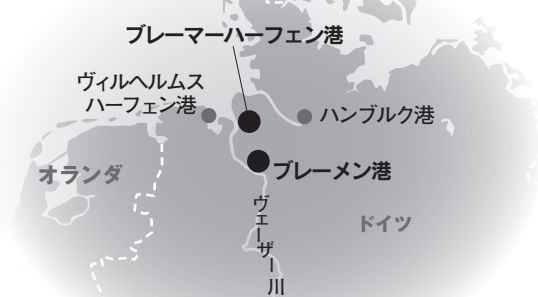 ブレーマーハーフェン港
ヴィルヘルムス
ハーフェン港
ハンブルク港
ブレーメン港
オランダ
ドイツ
ヴェーザー川